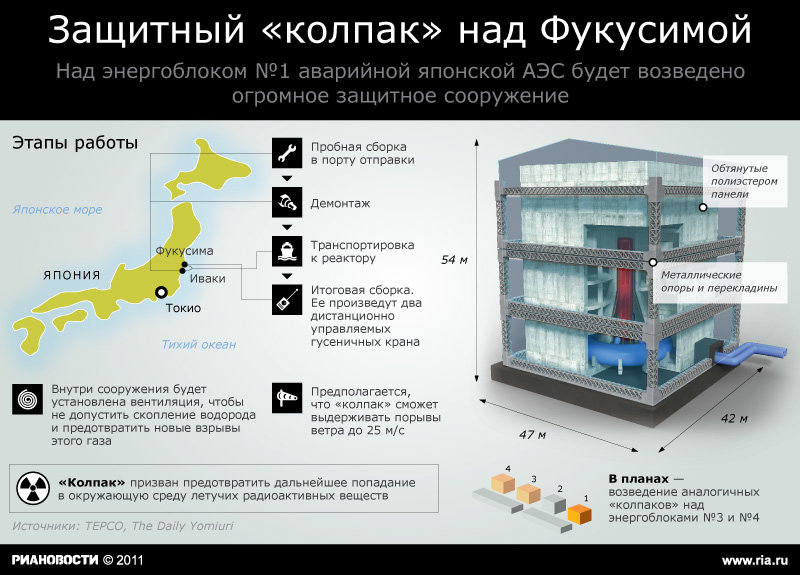 Защитный «колпак» над Фукусимой
Над энергоблоком №1 аварийной японской АЭС будет возведено
огромное защитное сооружение
Этапы работы
Японское море
ЯПОНИЯ
Фукусима
Иваки
Токио
Тихий океан
Пробная сборка
в порту отправки
Демонтаж
Транспортировка
к реактору
Итоговая сборка.
Ее произведут два
дистанционно
управляемых
гусеничных крана
54 м
Обтянутые
полиэстером
панели
Металлические
опоры и перекладины
47 м
42 м
Внутри сооружения будет
установлена вентиляция, чтобы
не допустить скопление водорода
и предотвратить новые взрывы
этого газа
Предполагается,
что «колпак» сможет
выдерживать порывы
ветра до 25 м/с
«Колпак» призван предотвратить дальнейшее попадание
в окружающую среду летучих радиоактивных веществ
4
3
2
1
В планах —
возведение аналогичных
«колпаков» над
энергоблоками №3 и №4
Источники: TEPCO, The Daily Yomiuri
РИАНОВОСТИ © 2011
www.ria.ru